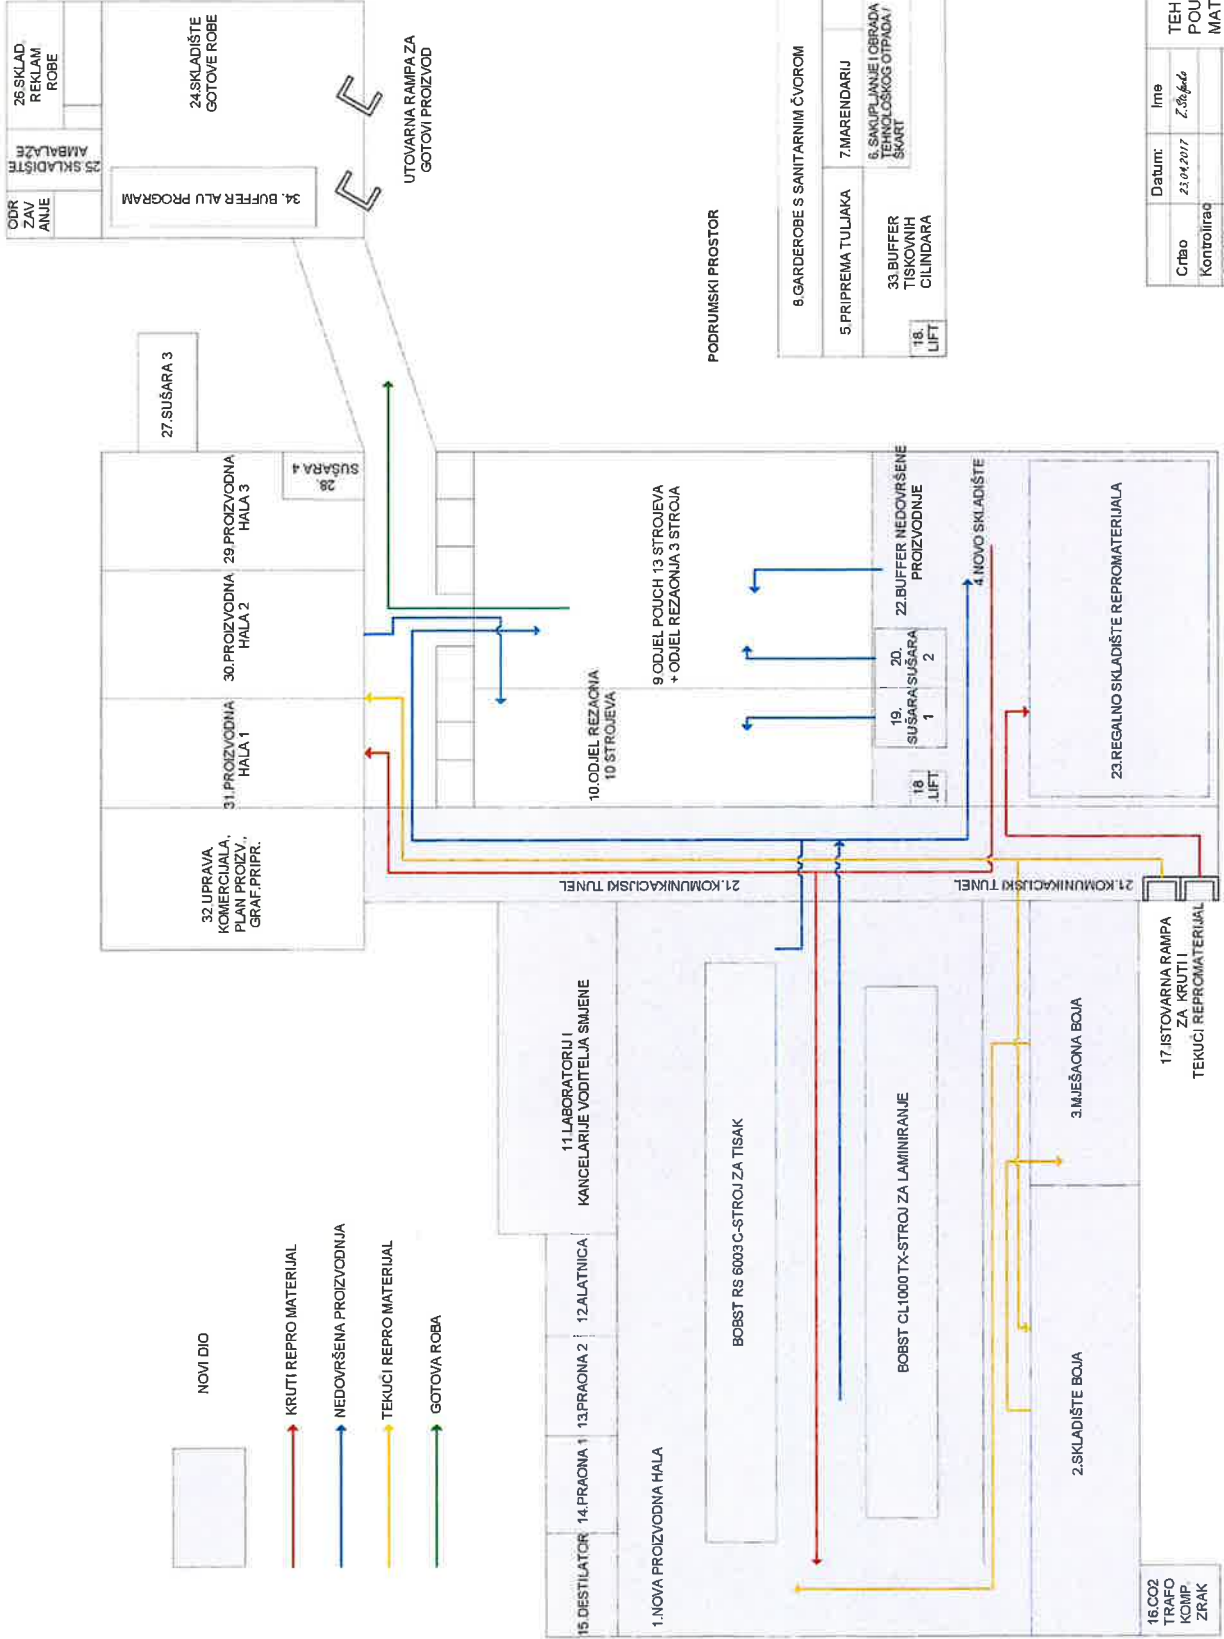 26.SKLAD.
REKLAM.
ROBE
25.SKLADIŠTE
AMBALAŽE
ODR
ZAV
ANJE
24.SKLADIŠTE
GOTOVE ROBE
34. BUFFER ALU PROGRAM
UTOVARNA RAMPA ZA
GOTOVI PROIZVOD
27.SUŠARA 3
28.
SUŠARA 4
29.PROIZVODNA
HALA 3
30.PROIZVODNA
HALA 2
31.PROIZVODNA
HALA 1
32.UPRAVA
KOMERCIJALA,
PLAN PROIZV.,
GRAF.PRIPR.
PODRUMSKI PROSTOR
8.GARDEROBE S SANITARNIM ČVOROM
5.PRIPREMA TULJAKA
7.MARENDARIJ
6. SAKUPLJANJE I OBRADA
TEHNOLOŠKOG OTPADA /
ŠKART
33.BUFFER
TISKOVNIH
CILINDARA
18.
LIFT
9.ODJEL POUCH 13 STROJEVA
+ ODJEL REZAONJA 3 STROJA
10.ODJEL REZAONA
10 STROJEVA
22.BUFFER NEDOVRŠENE
PROIZVODNJE
20.
SUŠARA
2
19.
SUŠARA
1
18
.LIFT
4.NOVO SKLADIŠTE
23.REGALNO SKLADIŠTE REPROMATERIJALA
21.KOMUNIKACIJSKI TUNEL
21.KOMUNIKACIJSKI TUNEL
17.ISTOVARNA RAMPA
ZA KRUTI I
TEKUĆI REPROMATERIJAL
11.LABORATORIJ I
KANCELARIJE VODITELJA SMJENE
12.ALATNICA
13.PRAONA 2
14.PRAONA 1
15.DESTILATOR
1.NOVA PROIZVODNA HALA
BOBST RS 6003 C-STROJ ZA TISAK
BOBST CL1000 TX-STROJ ZA LAMINIRANJE
3.MJEŠAONA BOJA
2.SKLADIŠTE BOJA
16.CO2
TRAFO
KOMP.
ZRAK
NOVI DIO
KRUTI REPRO MATERIJAL
NEDOVRŠENA PROIZVODNJA
TEKUĆI REPRO MATERIJAL
GOTOVA ROBA
Datum: Ime
Crtao 23.04.2017
Kontrolirao
TEH
POU
MAT